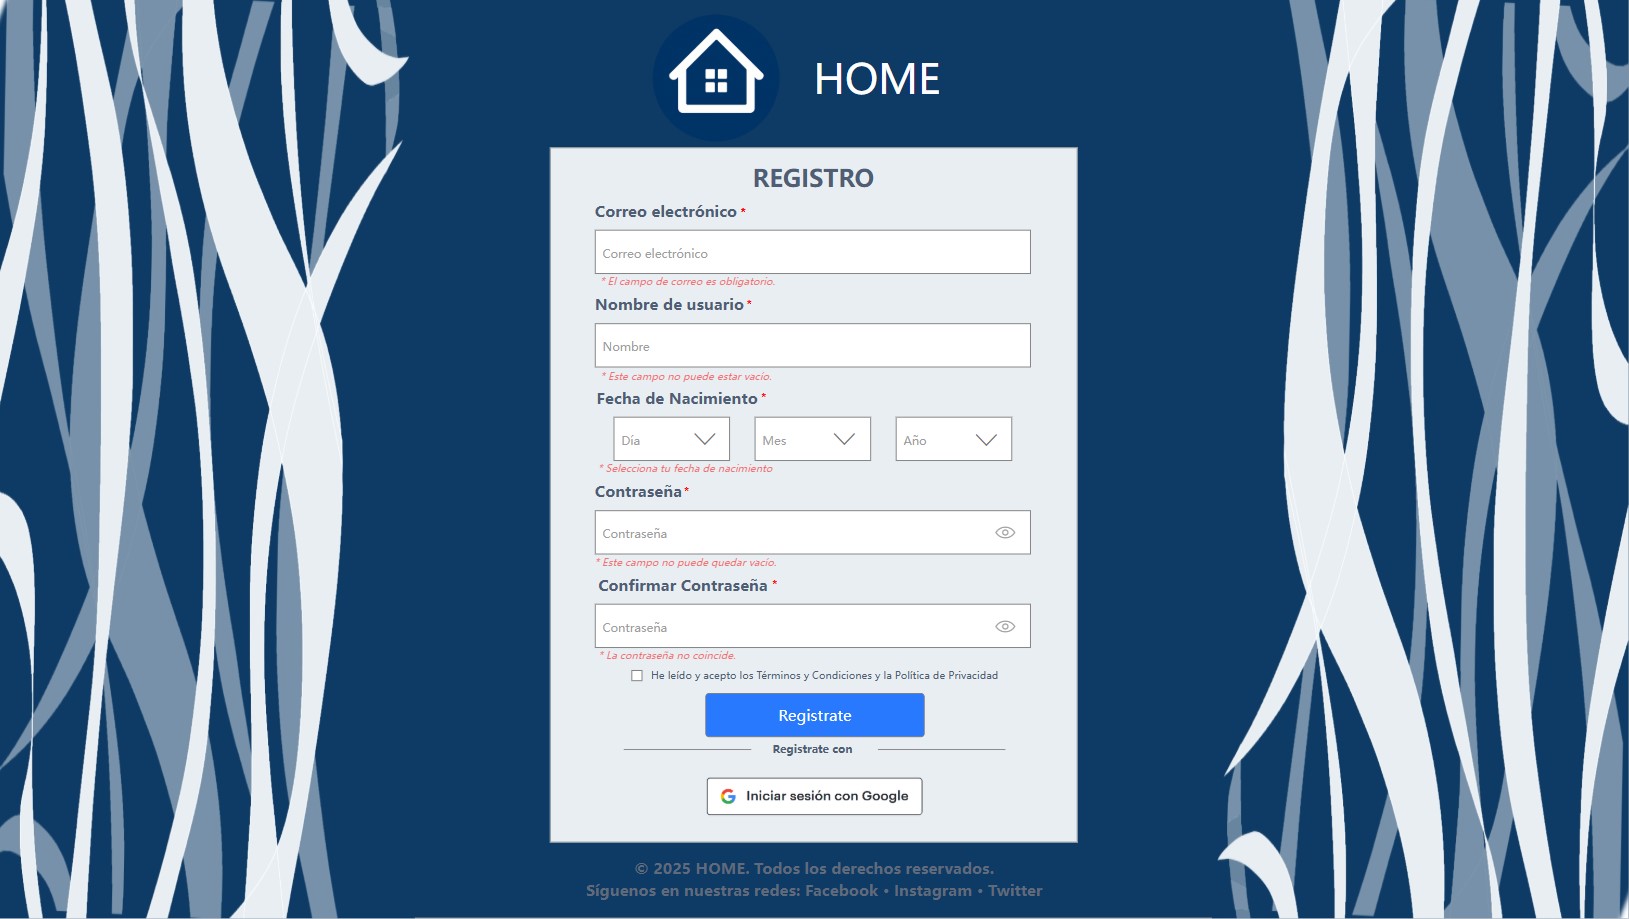 HOME
REGISTRO
Correo electrónico *
Correo electrónico
* El campo de correo es obligatorio.
Nombre de usuario *
Nombre
* Este campo no puede estar vacío.
Fecha de Nacimiento *
Día Mes Año
* Selecciona tu fecha de nacimiento
Contraseña *
Contraseña
* Este campo no puede quedar vacío.
Confirmar Contraseña *
Contraseña
* La contraseña no coincide.
He leído y acepto los Términos y Condiciones y la Política de Privacidad
Registrate
Registrate con
Iniciar sesión con Google
© 2025 HOME. Todos los derechos reservados.
Síguenos en nuestras redes: Facebook • Instagram • Twitter